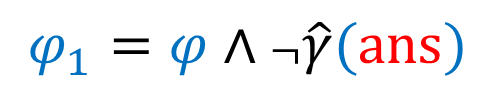 φ₁ = φ ∧ ¬γ̂(ans)